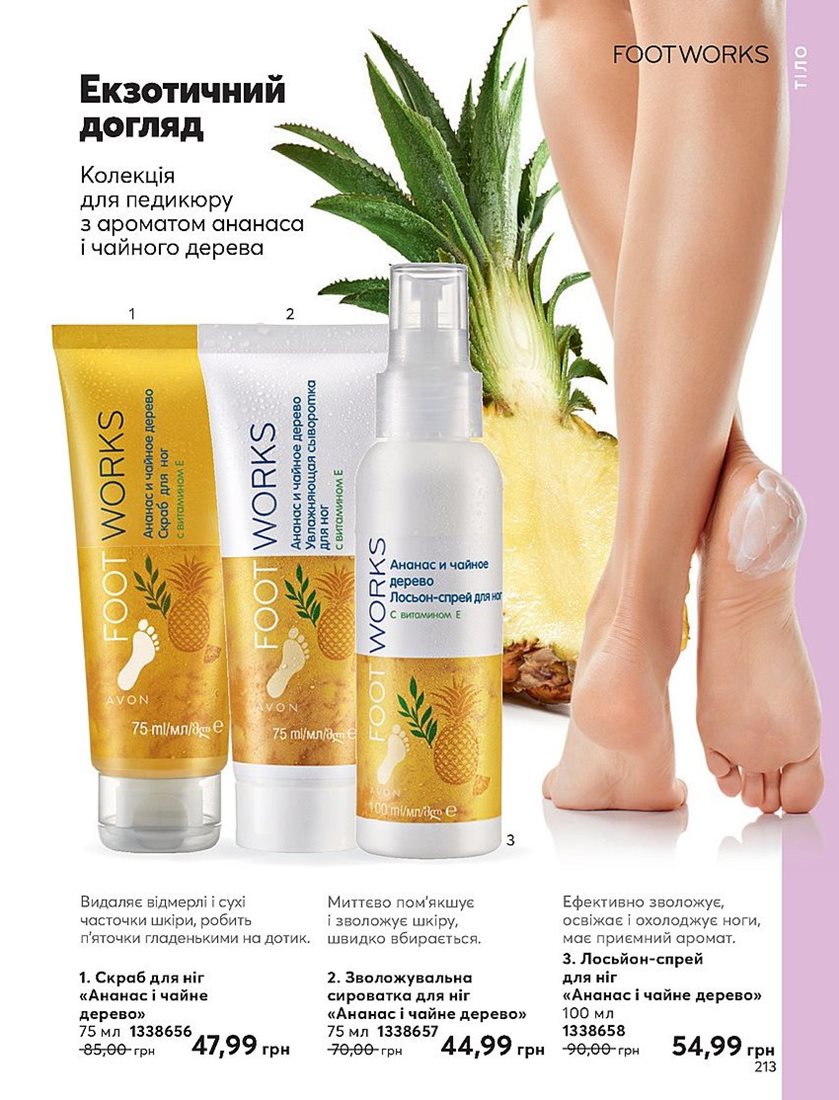 FOOTWORKS
ТІЛО
Екзотичний
догляд
Колекція
для педикюру
з ароматом ананаса
і чайного дерева
1
2
FOOT WORKS
Ананас и чайное дерево
Скраб для ног
с витамином Е
AVON
75 ml/мл/მლ e
FOOT WORKS
Ананас и чайное дерево
Увлажняющая сыворотка
для ног
с витамином Е
AVON
75 ml/мл/მლ e
FOOT WORKS
Ананас и чайное
дерево
Лосьон-спрей для ног
С витамином Е
AVON
100 ml/мл/მლ e
3
Видаляє відмерлі і сухі
часточки шкіри, робить
п’яточки гладенькими на дотик.
1. Скраб для ніг
«Ананас і чайне
дерево»
75 мл 1338656
85,00 грн 47,99 грн
Миттєво пом’якшує
і зволожує шкіру,
швидко вбирається.
2. Зволожувальна
сироватка для ніг
«Ананас і чайне дерево»
75 мл 1338657
70,00 грн 44,99 грн
Ефективно зволожує,
освіжає і охолоджує ноги,
має приємний аромат.
3. Лосьйон-спрей
для ніг
«Ананас і чайне дерево»
100 мл
1338658
90,00 грн 54,99 грн
213